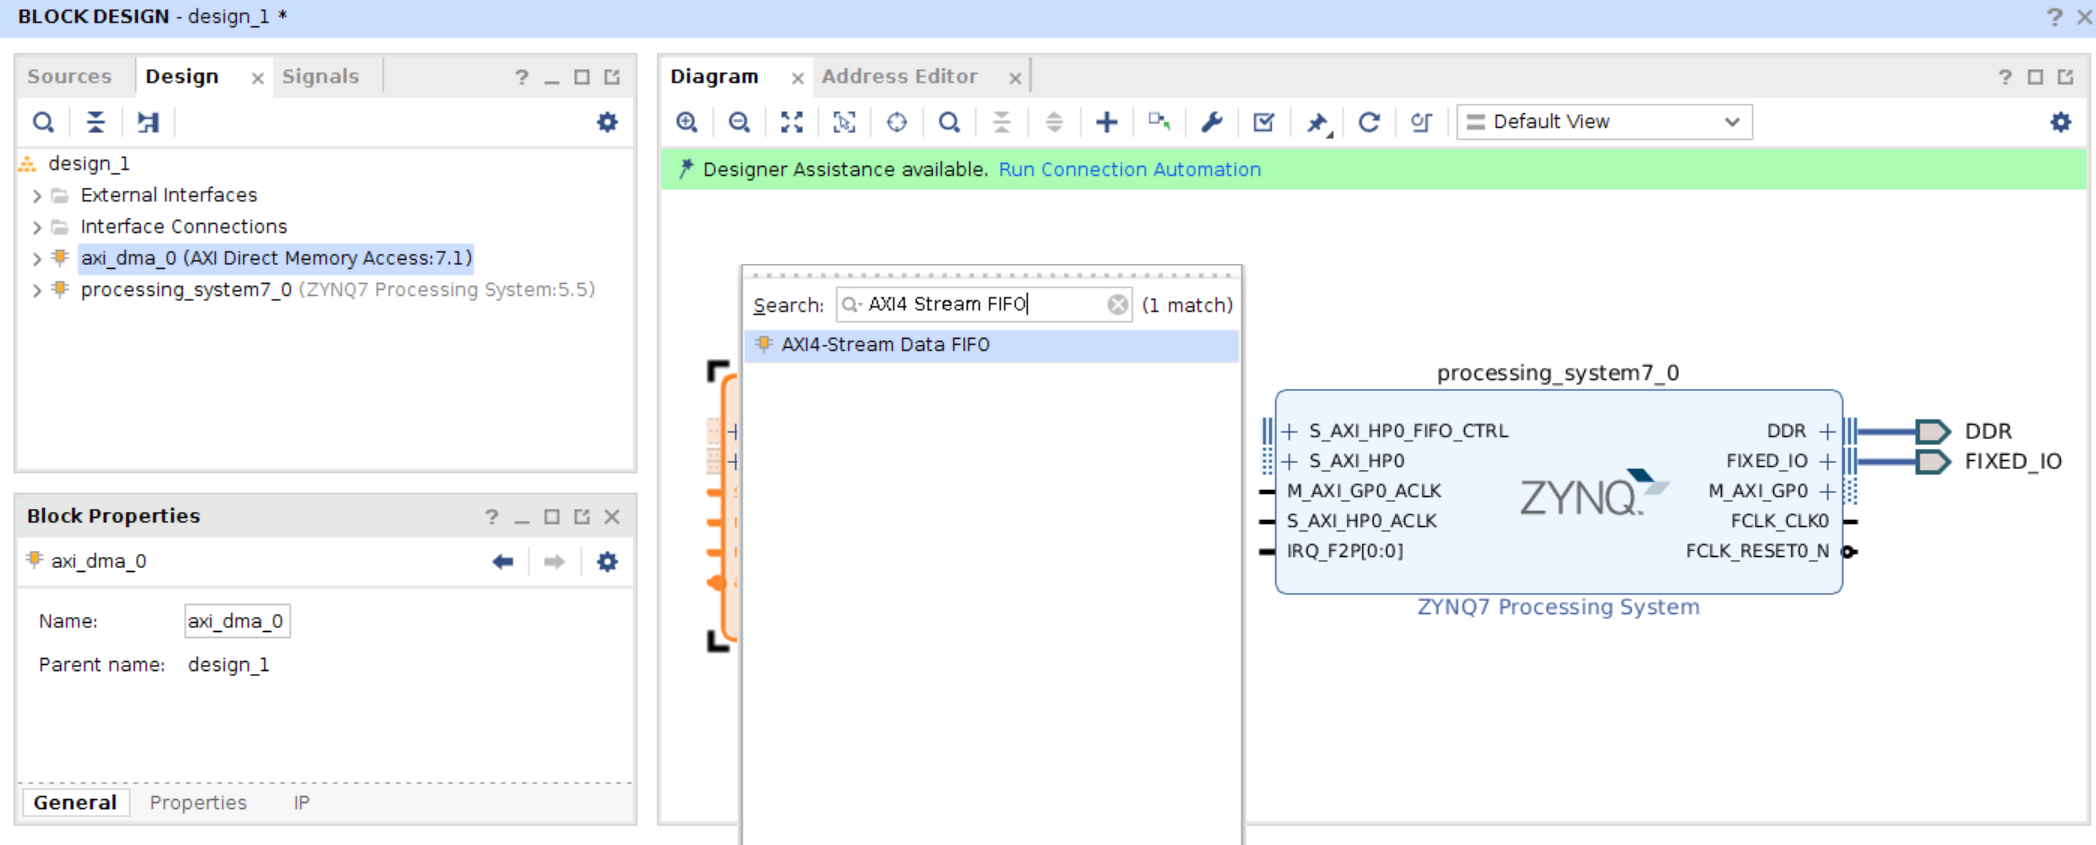 BLOCK DESIGN - design_1 *
Sources
Design
Signals
design_1
External Interfaces
Interface Connections
axi_dma_0 (AXI Direct Memory Access:7.1)
processing_system7_0 (ZYNQ7 Processing System:5.5)
Block Properties
axi_dma_0
Name: axi_dma_0
Parent name: design_1
General
Properties
IP
Diagram
Address Editor
Default View
Designer Assistance available. Run Connection Automation
Search: AXI4 Stream FIFO (1 match)
AXI4-Stream Data FIFO
processing_system7_0
S_AXI_HP0_FIFO_CTRL
S_AXI_HP0
M_AXI_GP0_ACLK
S_AXI_HP0_ACLK
IRQ_F2P[0:0]
ZYNQ
DDR
FIXED_IO
M_AXI_GP0
FCLK_CLK0
FCLK_RESET0_N
ZYNQ7 Processing System
DDR
FIXED_IO